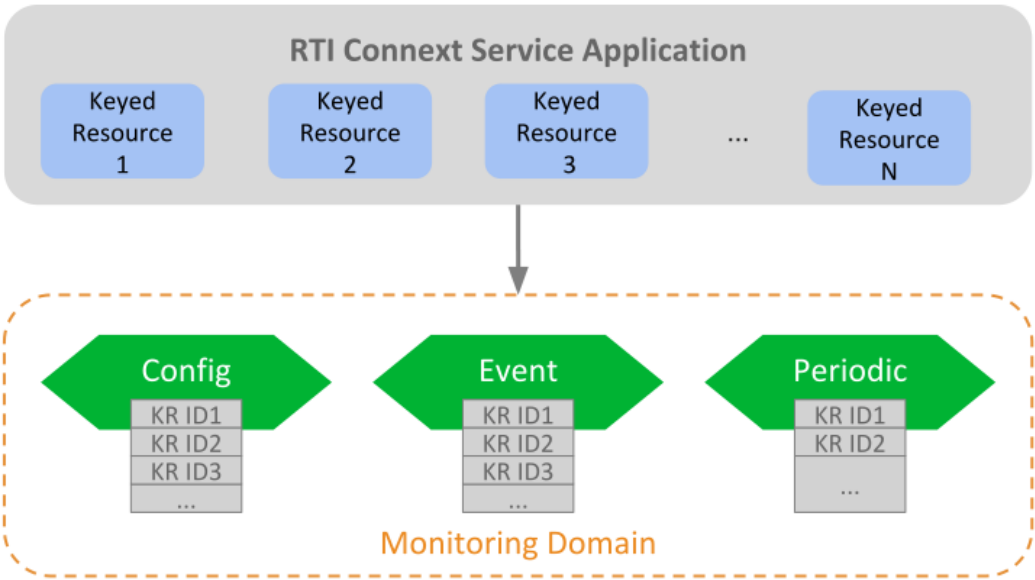 RTI Connext Service Application
Keyed
Resource
1
Keyed
Resource
2
Keyed
Resource
3
...
Keyed
Resource
N
Config
KR ID1
KR ID2
KR ID3
...
Event
KR ID1
KR ID2
KR ID3
...
Periodic
KR ID1
KR ID2
...
Monitoring Domain